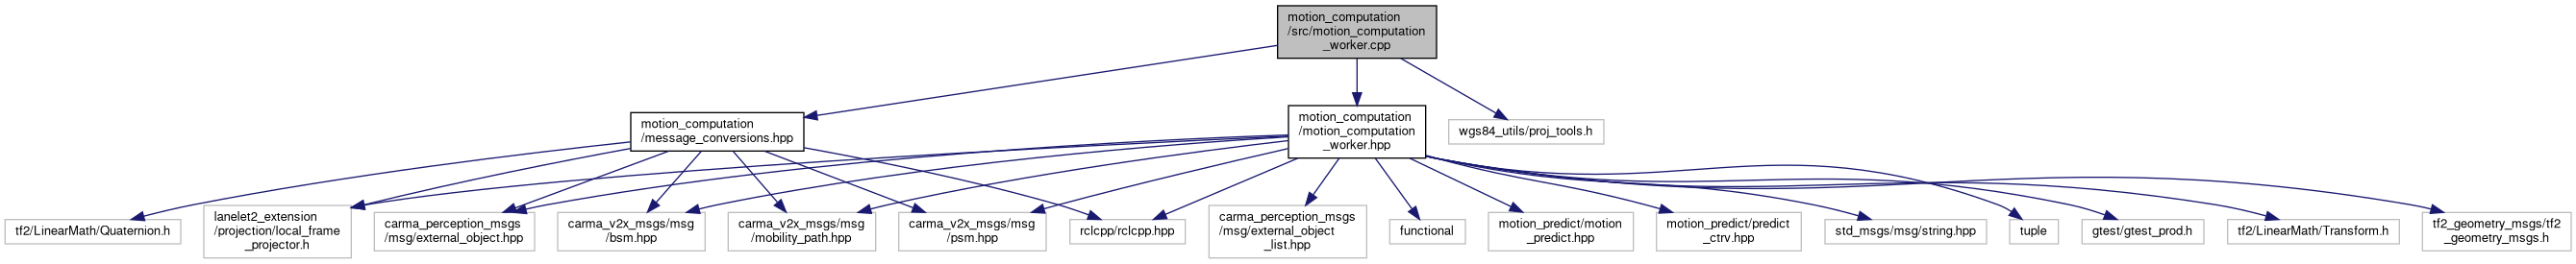 motion_computation
/src/motion_computation
_worker.cpp
motion_computation
/message_conversions.hpp
motion_computation
/motion_computation
_worker.hpp
wgs84_utils/proj_tools.h
tf2/LinearMath/Quaternion.h
lanelet2_extension
/projection/local_frame
_projector.h
carma_perception_msgs
/msg/external_object.hpp
carma_v2x_msgs/msg
/bsm.hpp
carma_v2x_msgs/msg
/mobility_path.hpp
carma_v2x_msgs/msg
/psm.hpp
rclcpp/rclcpp.hpp
carma_perception_msgs
/msg/external_object
_list.hpp
functional
motion_predict/motion
_predict.hpp
motion_predict/predict
_ctrv.hpp
std_msgs/msg/string.hpp
tuple
gtest/gtest_prod.h
tf2/LinearMath/Transform.h
tf2_geometry_msgs/tf2
_geometry_msgs.h